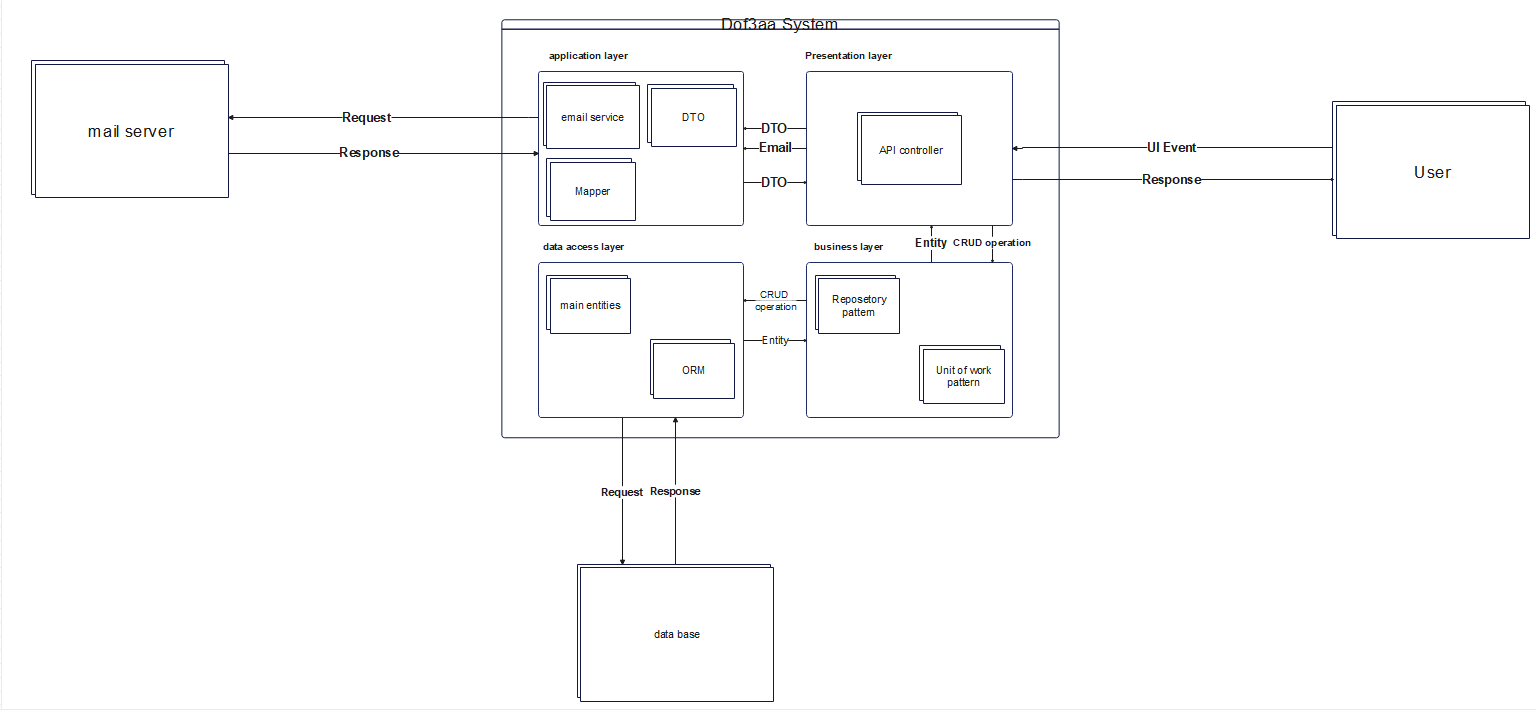 Dof3aa System
application layer
Presentation layer
mail server
email service
DTO
Mapper
API controller
User
Request
Response
DTO
Email
DTO
UI Event
Response
Entity
CRUD operation
data access layer
business layer
main entities
ORM
CRUD
operation
Entity
Reposetory
pattern
Unit of work
pattern
Request
Response
data base